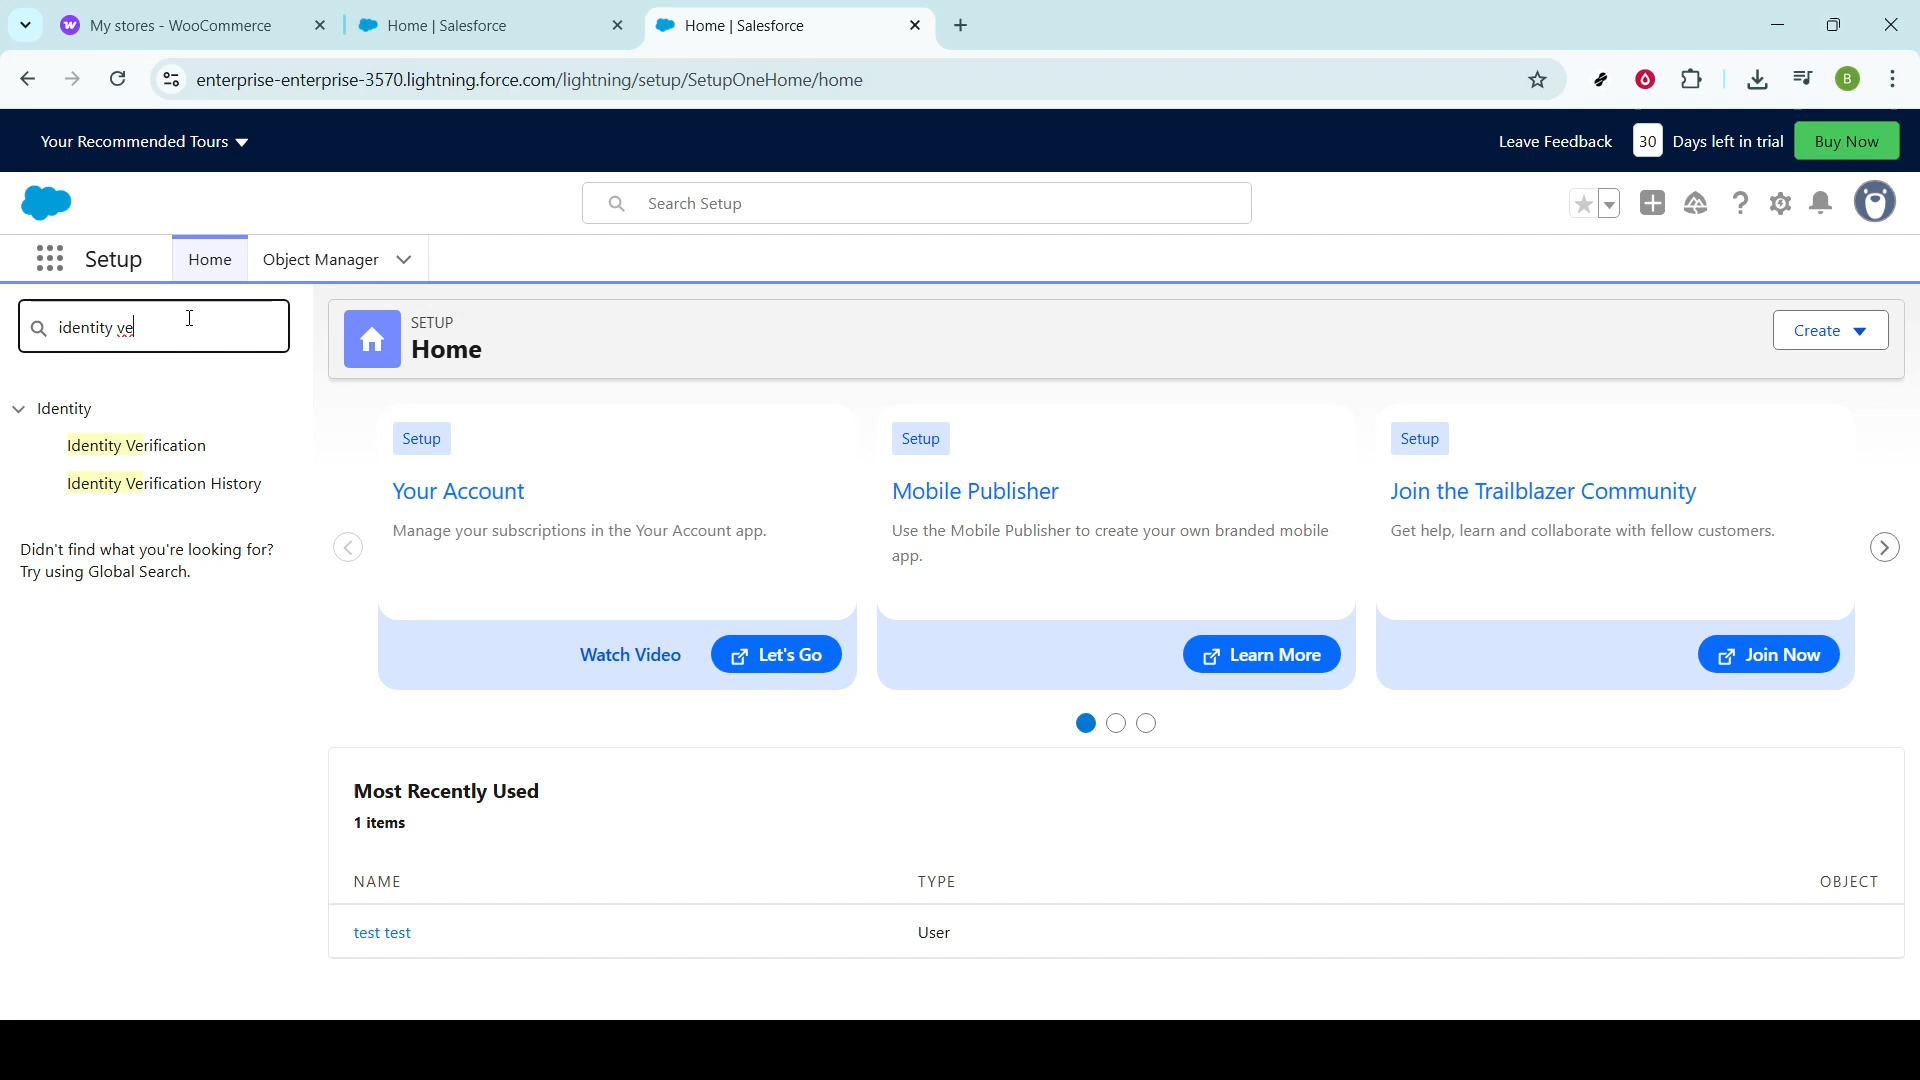 My stores - WooCommerce
Home | Salesforce
Home | Salesforce
enterprise-enterprise-3570.lightning.force.com/lightning/setup/SetupOneHome/home
B
Your Recommended Tours
Leave Feedback
30
Days left in trial
Buy Now
Search Setup
Setup
Home
Object Manager
identity ve
SETUP
Home
Create
Identity
Identity Verification
Identity Verification History
Didn't find what you're looking for?
Try using Global Search.
Setup
Your Account
Manage your subscriptions in the Your Account app.
Watch Video
Let's Go
Setup
Mobile Publisher
Use the Mobile Publisher to create your own branded mobile
app.
Learn More
Setup
Join the Trailblazer Community
Get help, learn and collaborate with fellow customers.
Join Now
Most Recently Used
1 items
NAME
TYPE
OBJECT
test test
User